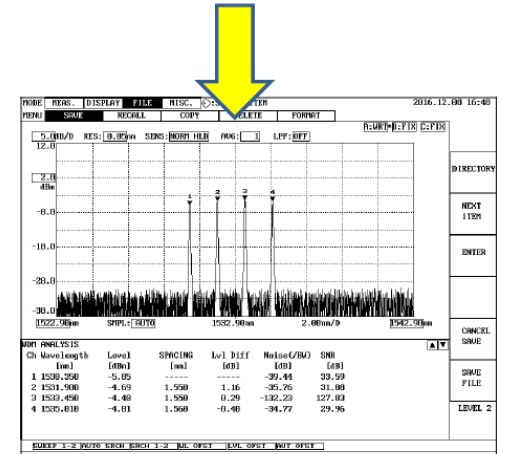 MODE MEAS. DISPLAY FILE MISC. ITEM 2016.12.08 16:48
MENU SAVE RECALL COPY DELETE FORMAT
A:WRT B:FIX C:FIX
5.0dB/D RES: 0.05nm SENS: NORM HLD AVG: 1 LPF: OFF
12.0
2.0
dBm
-8.0
-18.0
-28.0
-38.0
1 2 3 4
1522.90nm SMPL: AUTO 1532.90nm 2.00nm/D 1542.90nm
DIRECTORY
NEXT
ITEM
ENTER
CANCEL
SAVE
SAVE
FILE
LEVEL 2
WDM ANALYSIS
Ch Wavelength Level SPACING Lvl Diff Noise(/BW) SNR
[nm] [dBm] [nm] [dB] [dB] [dB]
1 1530.350 -5.85 ----- ----- -39.44 33.59
2 1531.900 -4.69 1.550 1.16 -35.76 31.08
3 1533.450 -4.40 1.550 0.29 -132.23 127.83
4 1535.010 -4.81 1.560 -0.40 -34.77 29.96
SWEEP 1-2 AUTO SRCH SRCH 1-2 WL OFST LVL OFST AUT OFST